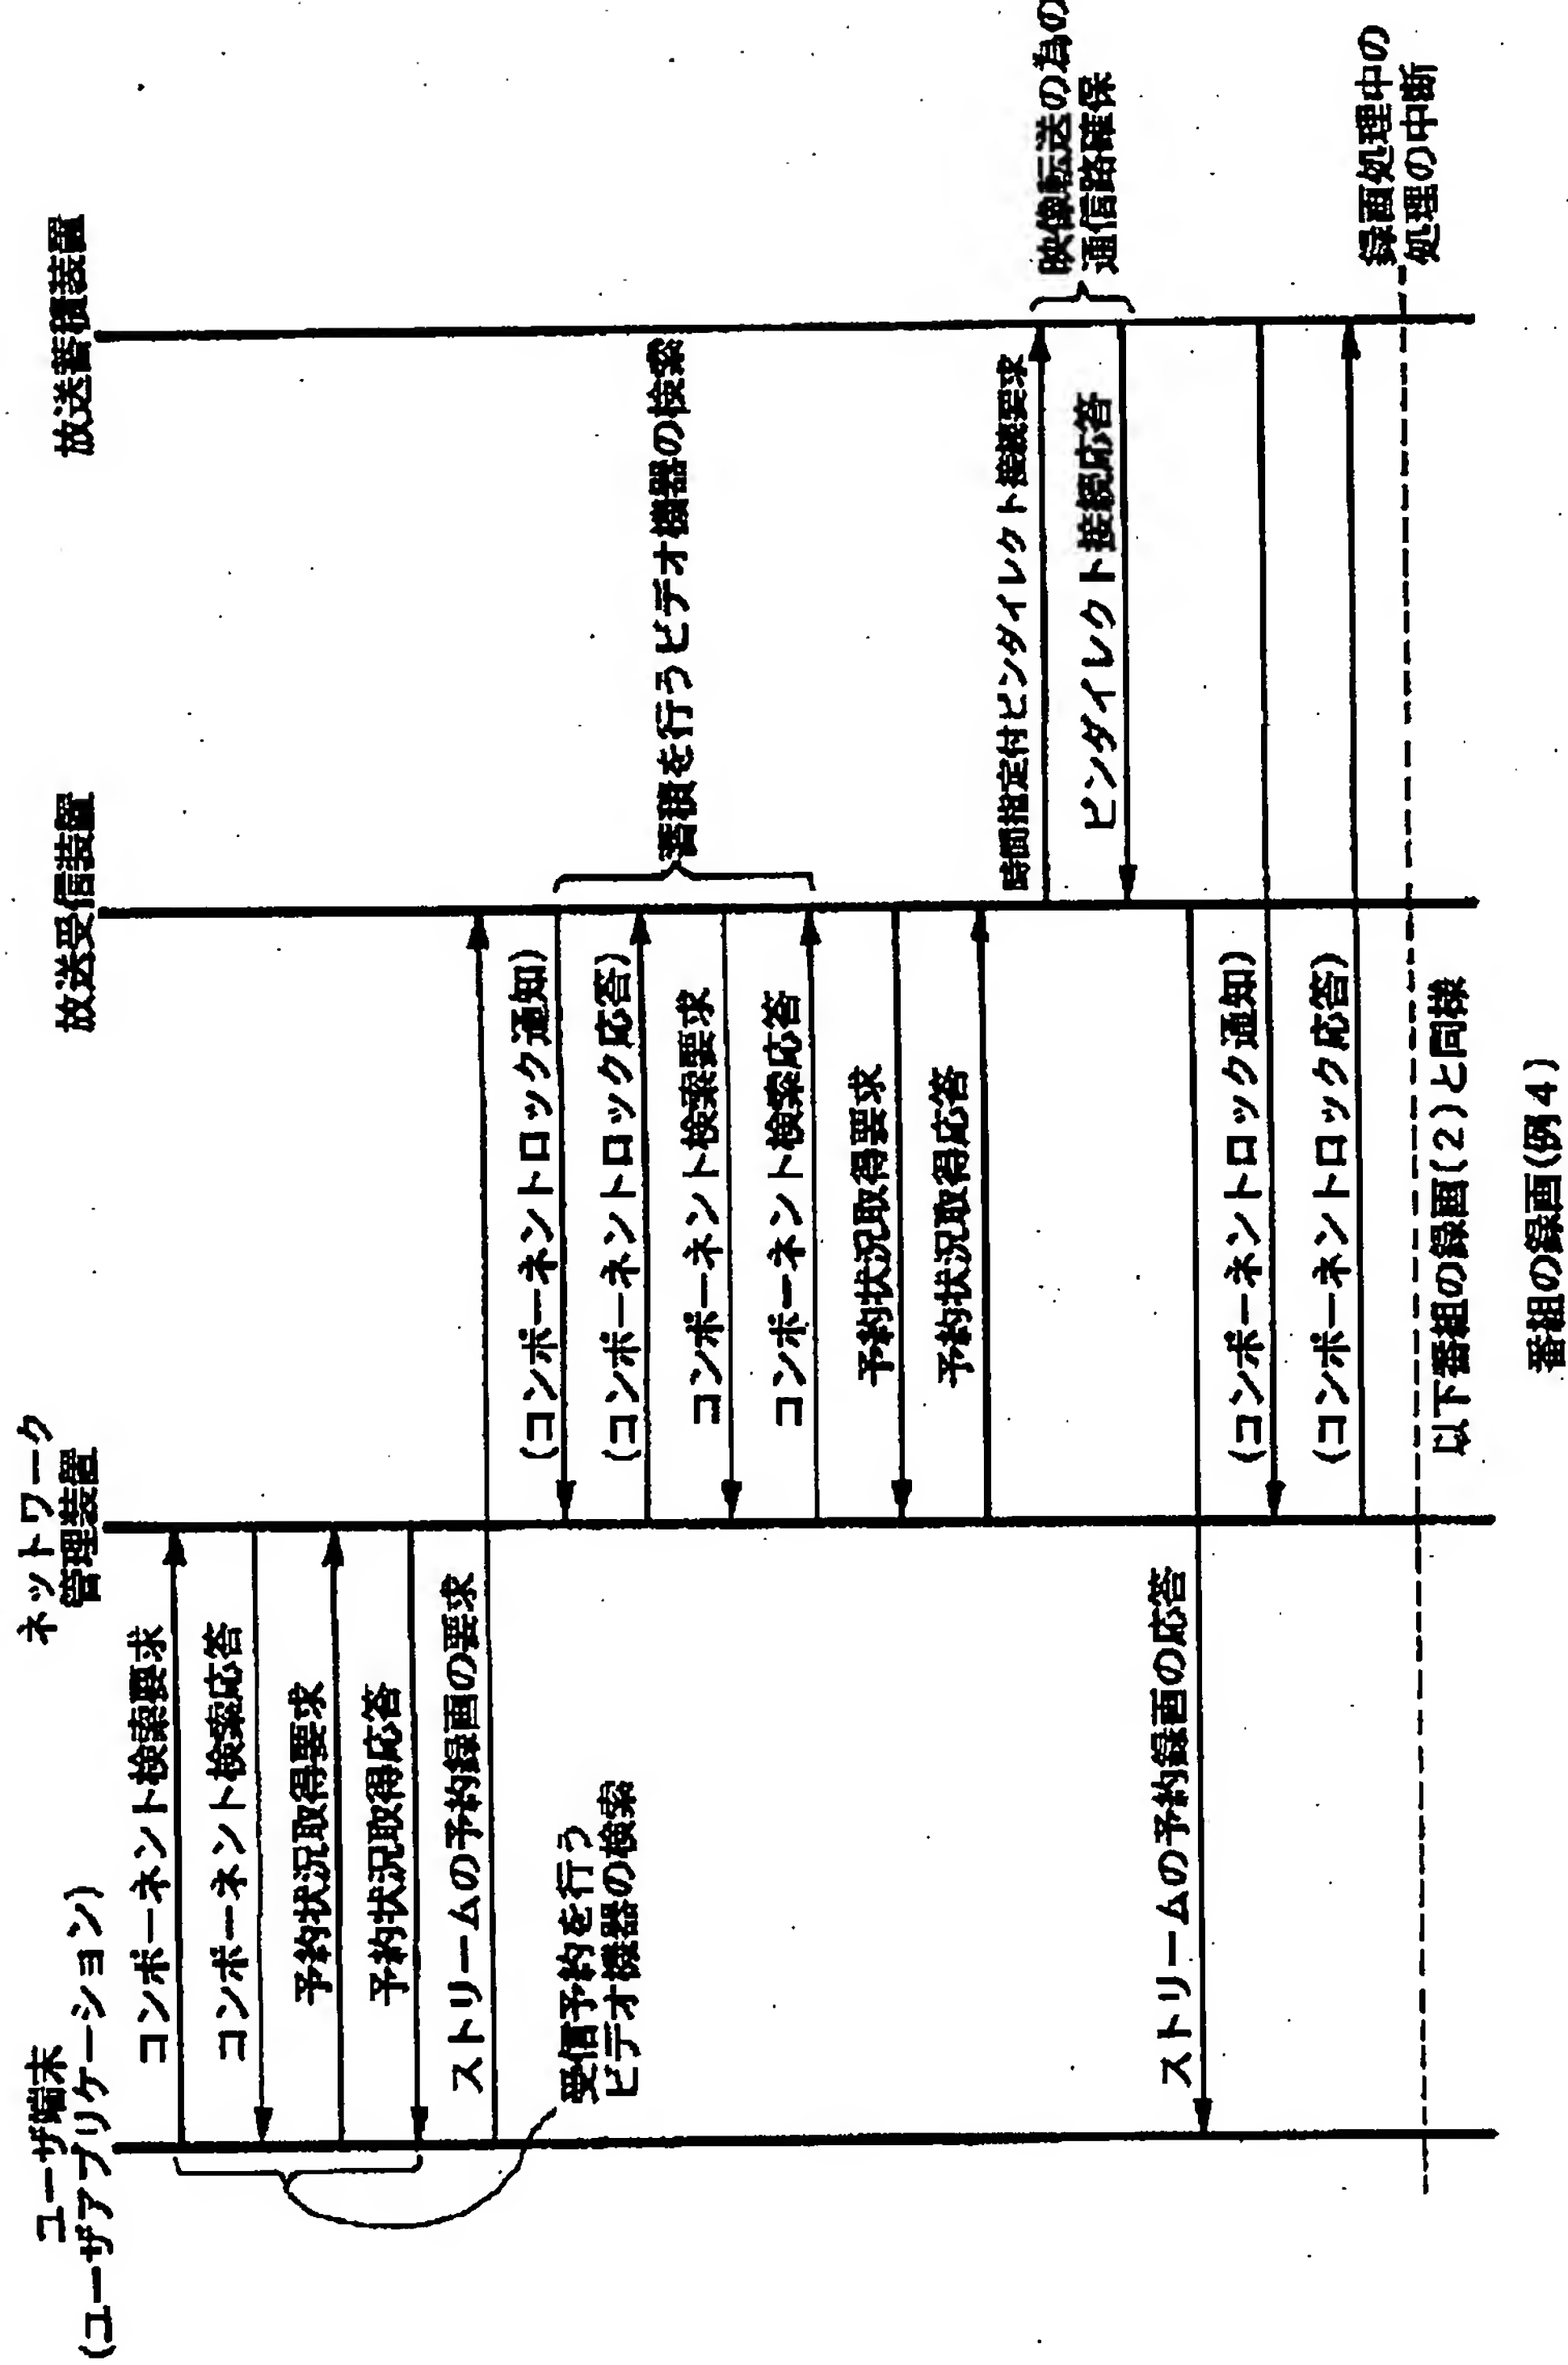 ユーザ端末
(ユーザアプリケーション)
ネットワーク
管理装置
放送受信装置
放送蓄積装置
コンポーネント検索要求
コンポーネント検索応答
予約状況取得要求
予約状況取得応答
ストリームの予約録画の要求
受信予約を行う
ビデオ機器の検索
(コンポーネントロック通知)
(コンポーネントロック応答)
コンポーネント検索要求
コンポーネント検索応答
蓄積を行うビデオ機器の検索
予約状況取得要求
予約状況取得応答
時間指定付ピンダイレクト接続要求
ピンダイレクト接続応答
映像転送の為の
通信路確保
ストリームの予約録画の応答
(コンポーネントロック通知)
(コンポーネントロック応答)
録画処理中の
処理の中断
以下番組の録画(2)と同様
番組の録画(例4)